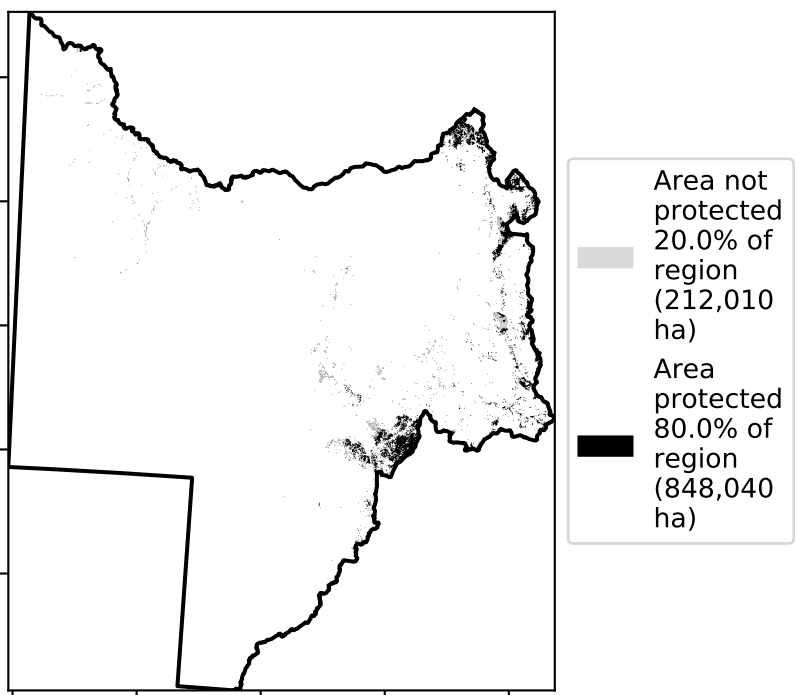 Area not
protected
20.0% of
region
(212,010
ha)
Area
protected
80.0% of
region
(848,040
ha)